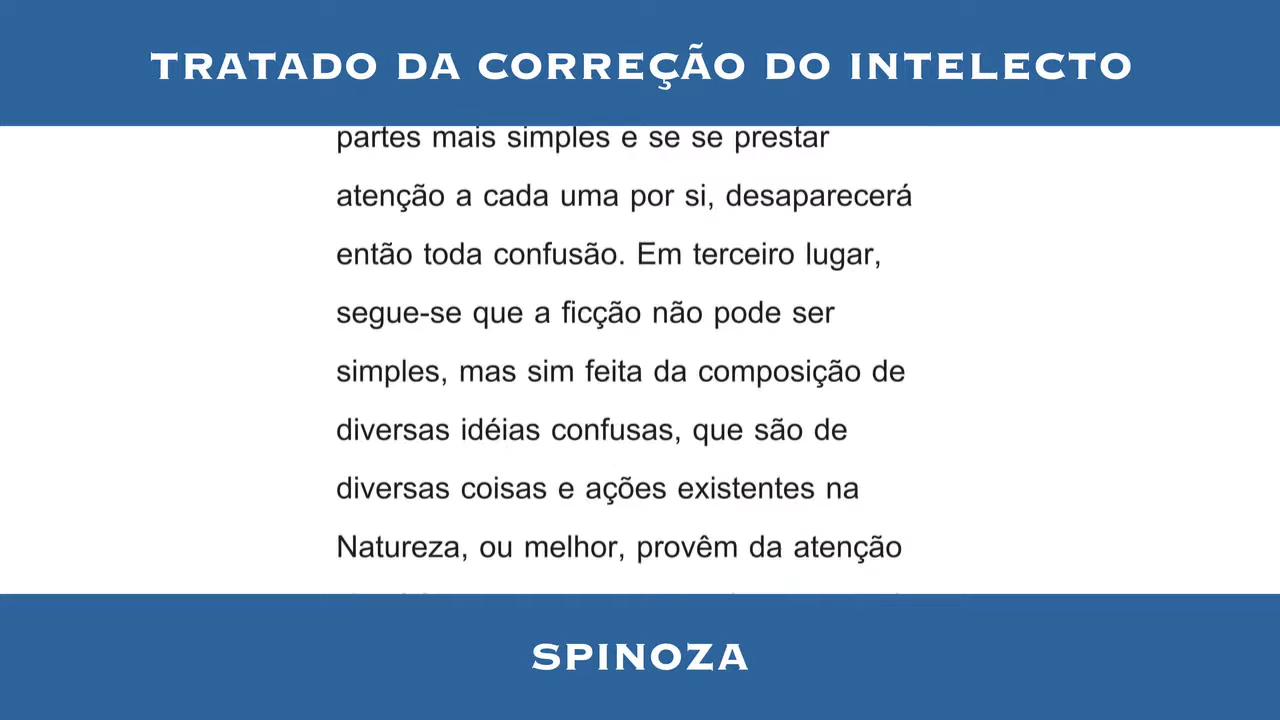 TRATADO DA CORREÇÃO DO INTELECTO
partes mais simples e se se prestar
atenção a cada uma por si, desaparecerá
então toda confusão. Em terceiro lugar,
segue-se que a ficção não pode ser
simples, mas sim feita da composição de
diversas idéias confusas, que são de
diversas coisas e ações existentes na
Natureza, ou melhor, provêm da atenção
SPINOZA